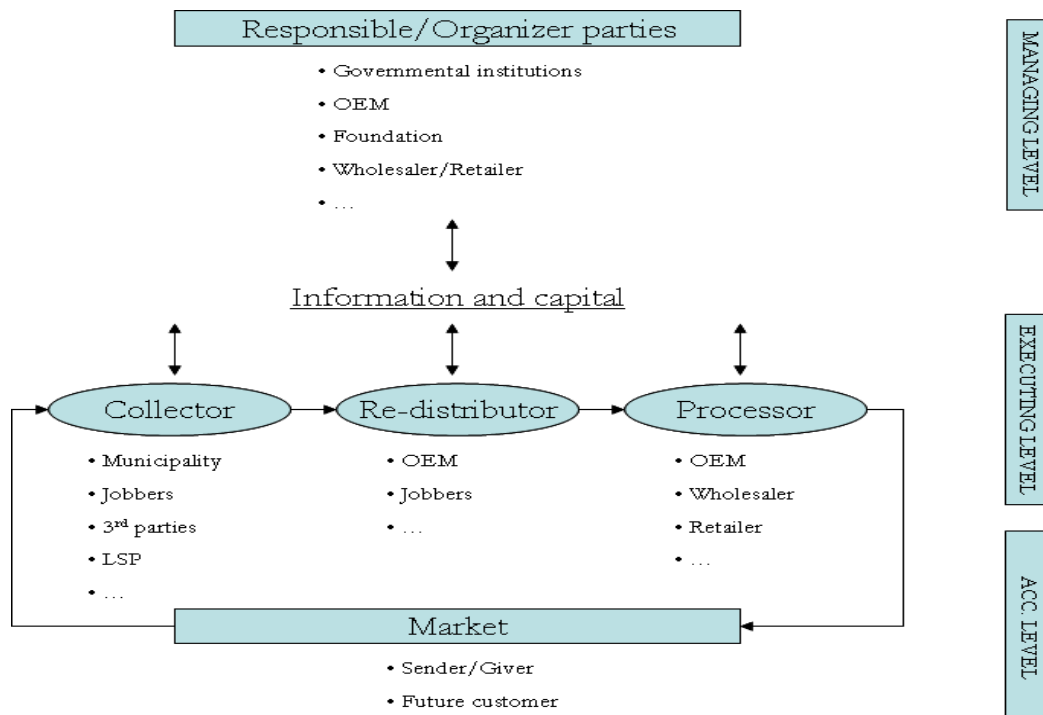 Responsible/Organizer parties
• Governmental institutions
• OEM
• Foundation
• Wholesaler/Retailer
• …
MANAGING LEVEL
Information and capital
Collector
Re-distributor
Processor
• Municipality
• Jobbers
• 3rd parties
• LSP
• …
• OEM
• Jobbers
• …
• OEM
• Wholesaler
• Retailer
• …
EXECUTING LEVEL
Market
• Sender/Giver
• Future customer
ACC. LEVEL